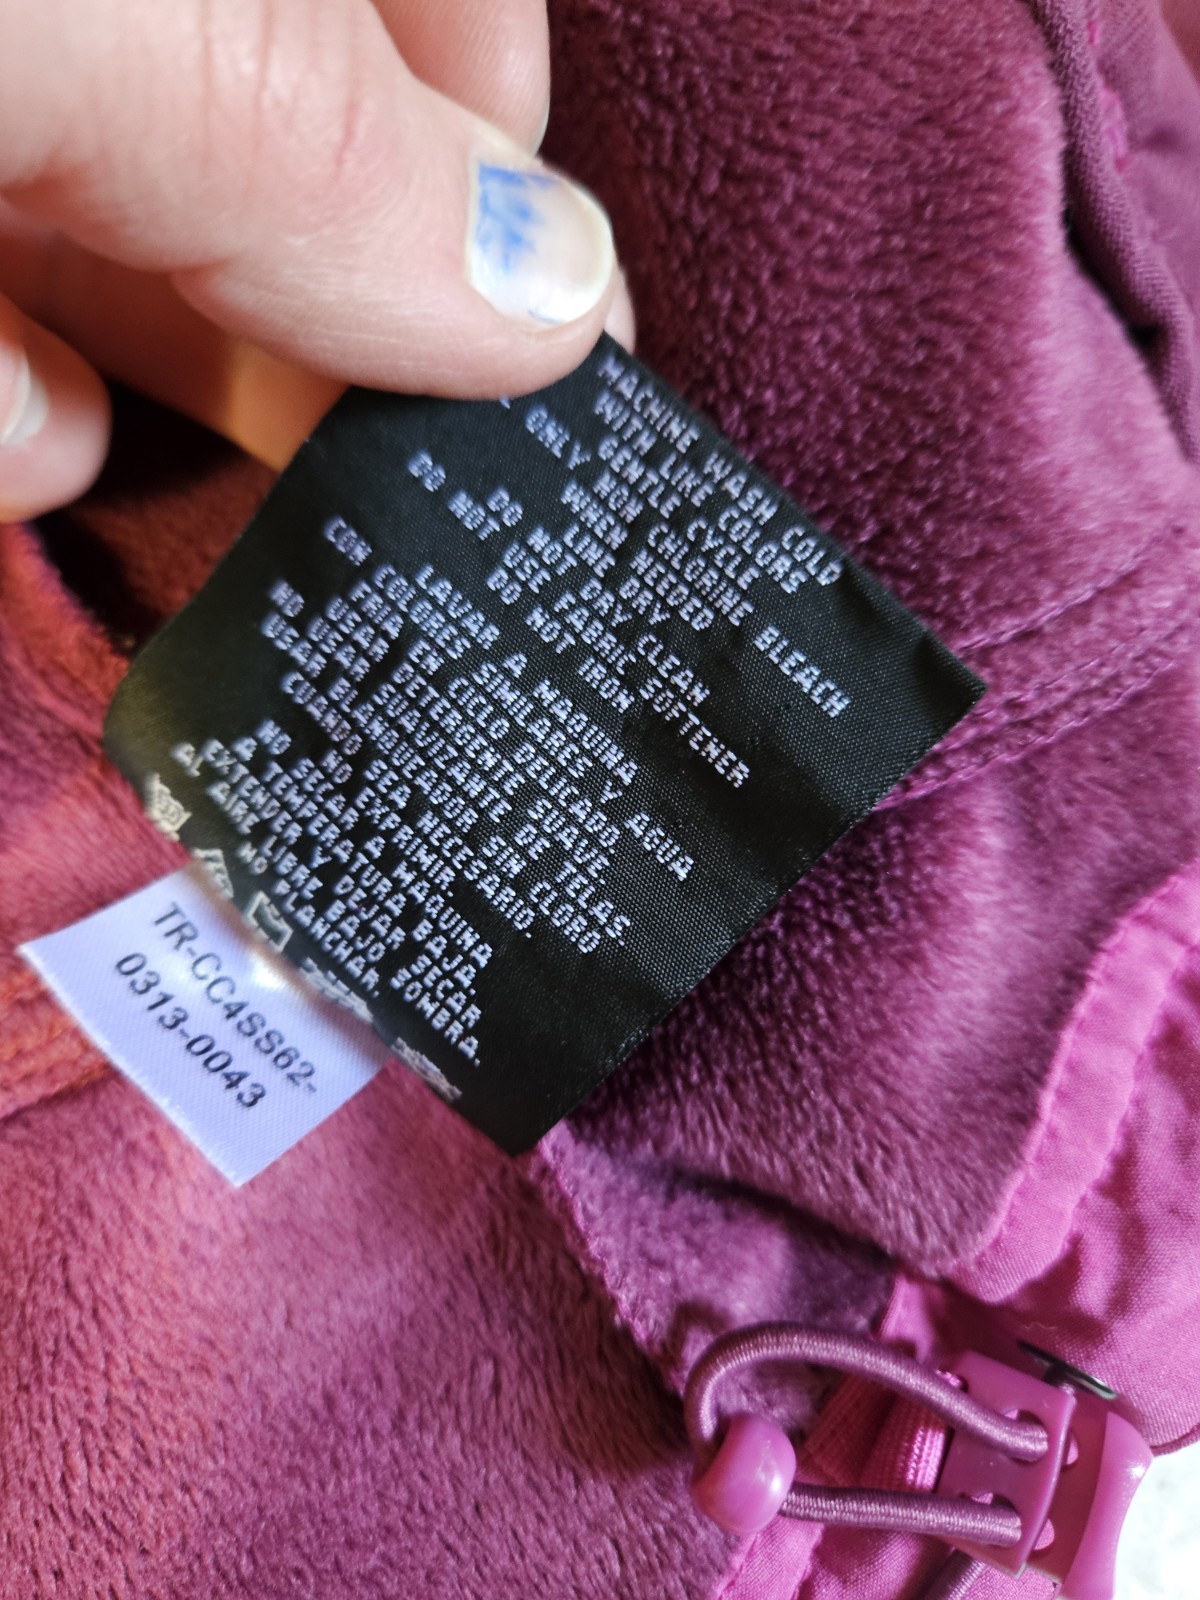 MACHINE WASH COLD
WITH LIKE COLORS
GENTLE CYCLE
ONLY NON CHLORINE BLEACH
WHEN NEEDED
LINE DRY
DO NOT DRY CLEAN
DO NOT USE FABRIC SOFTENER
DO NOT IRON
LAVAR A MAQUINA
CON COLORES SIMILARES Y AGUA
FRIA EN CICLO DELICADO.
USAR DETERGENTE SUAVE.
NO USAR SUAVIZANTE DE TELAS.
USAR BLANQUEADOR SIN CLORO
CUANDO SEA NECESARIO.
NO EXPRIMIR.
NO SECAR A MAQUINA
A TEMPERATURA BAJA.
EXTENDER Y DEJAR SECAR
AL AIRE LIBRE BAJO SOMBRA.
NO PLANCHAR.
TR-CC4SS62-
0313-0043